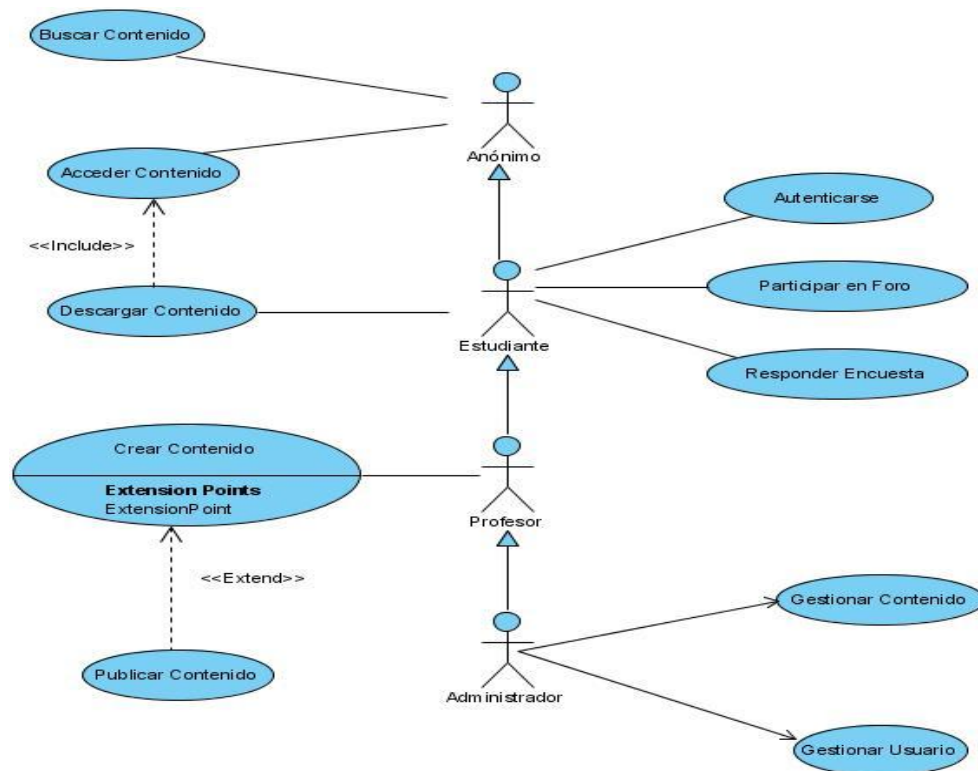 Buscar Contenido
Anónimo
Acceder Contenido
Autenticarse
<<Include>>
Participar en Foro
Descargar Contenido
Estudiante
Responder Encuesta
Crear Contenido
Extension Points
ExtensionPoint
Profesor
<<Extend>>
Gestionar Contenido
Publicar Contenido
Administrador
Gestionar Usuario